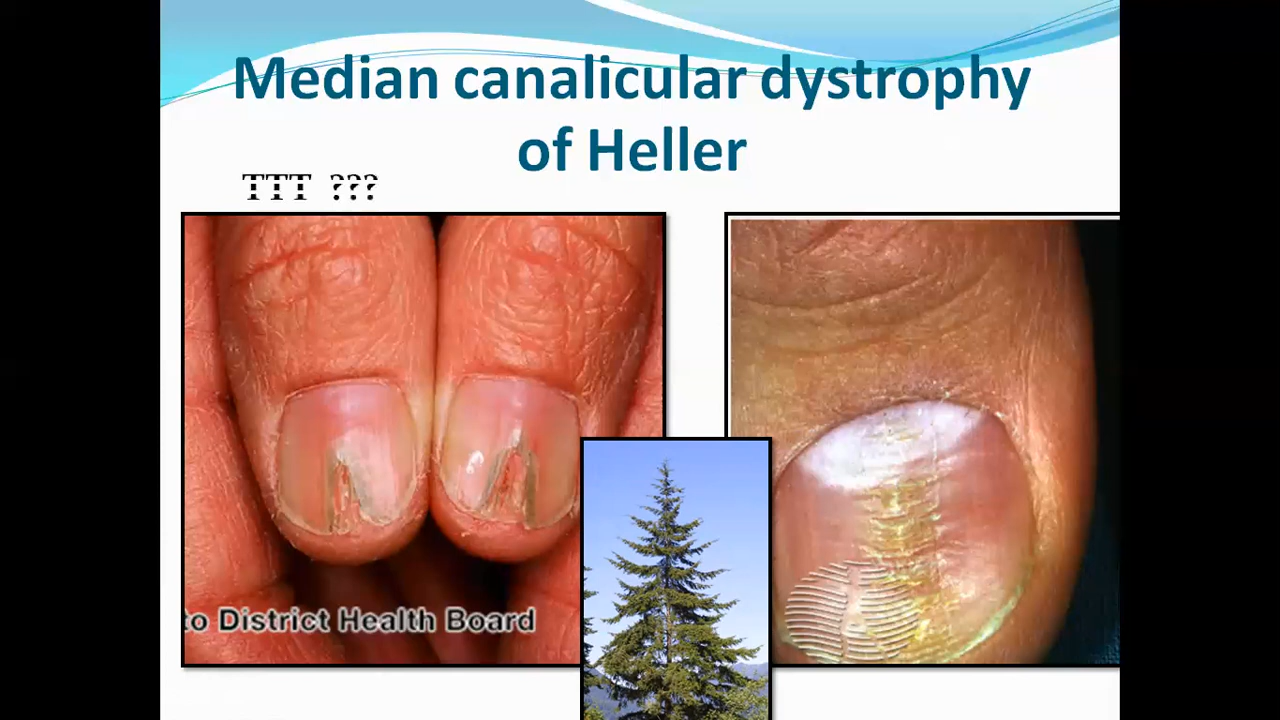 Median canalicular dystrophy
of Heller
TTT ???
to District Health Board